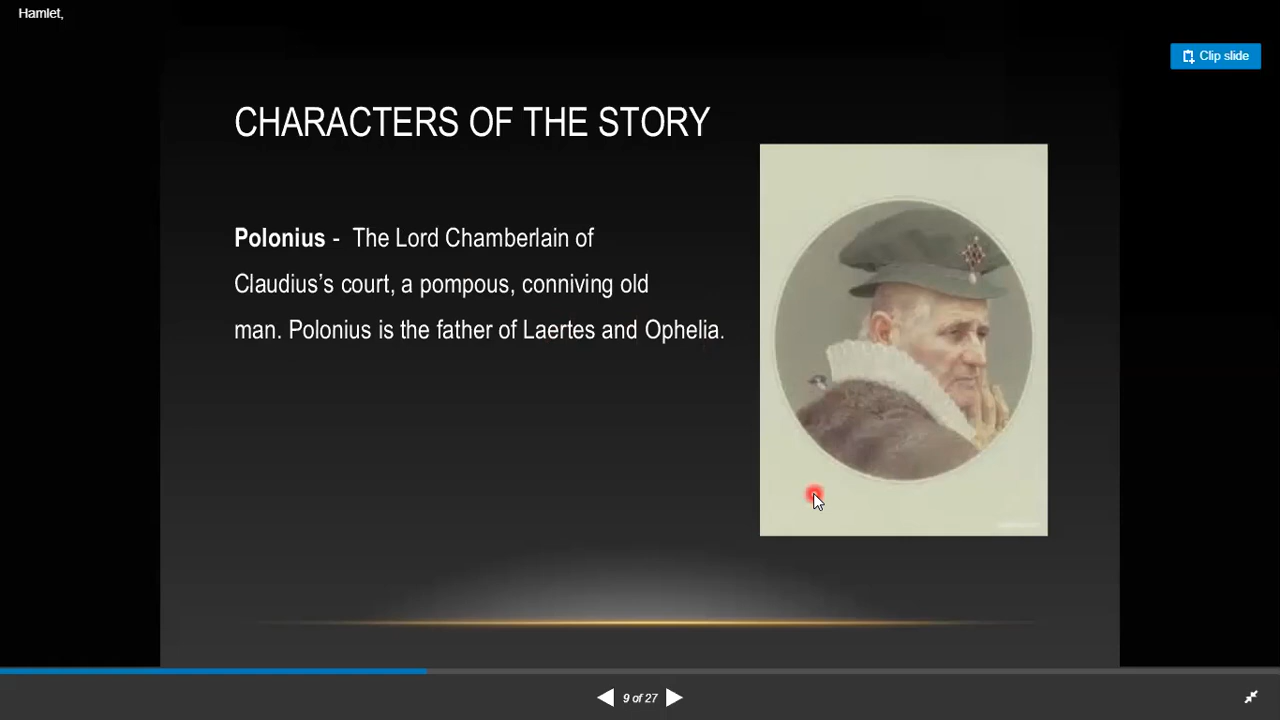 Hamlet,
Clip slide
CHARACTERS OF THE STORY
Polonius - The Lord Chamberlain of
Claudius’s court, a pompous, conniving old
man. Polonius is the father of Laertes and Ophelia.
9 of 27